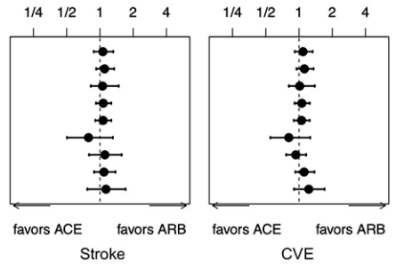 1/4 1/2 1 2 4 1/4 1/2 1 2 4
favors ACE favors ARB favors ACE favors ARB
Stroke CVE